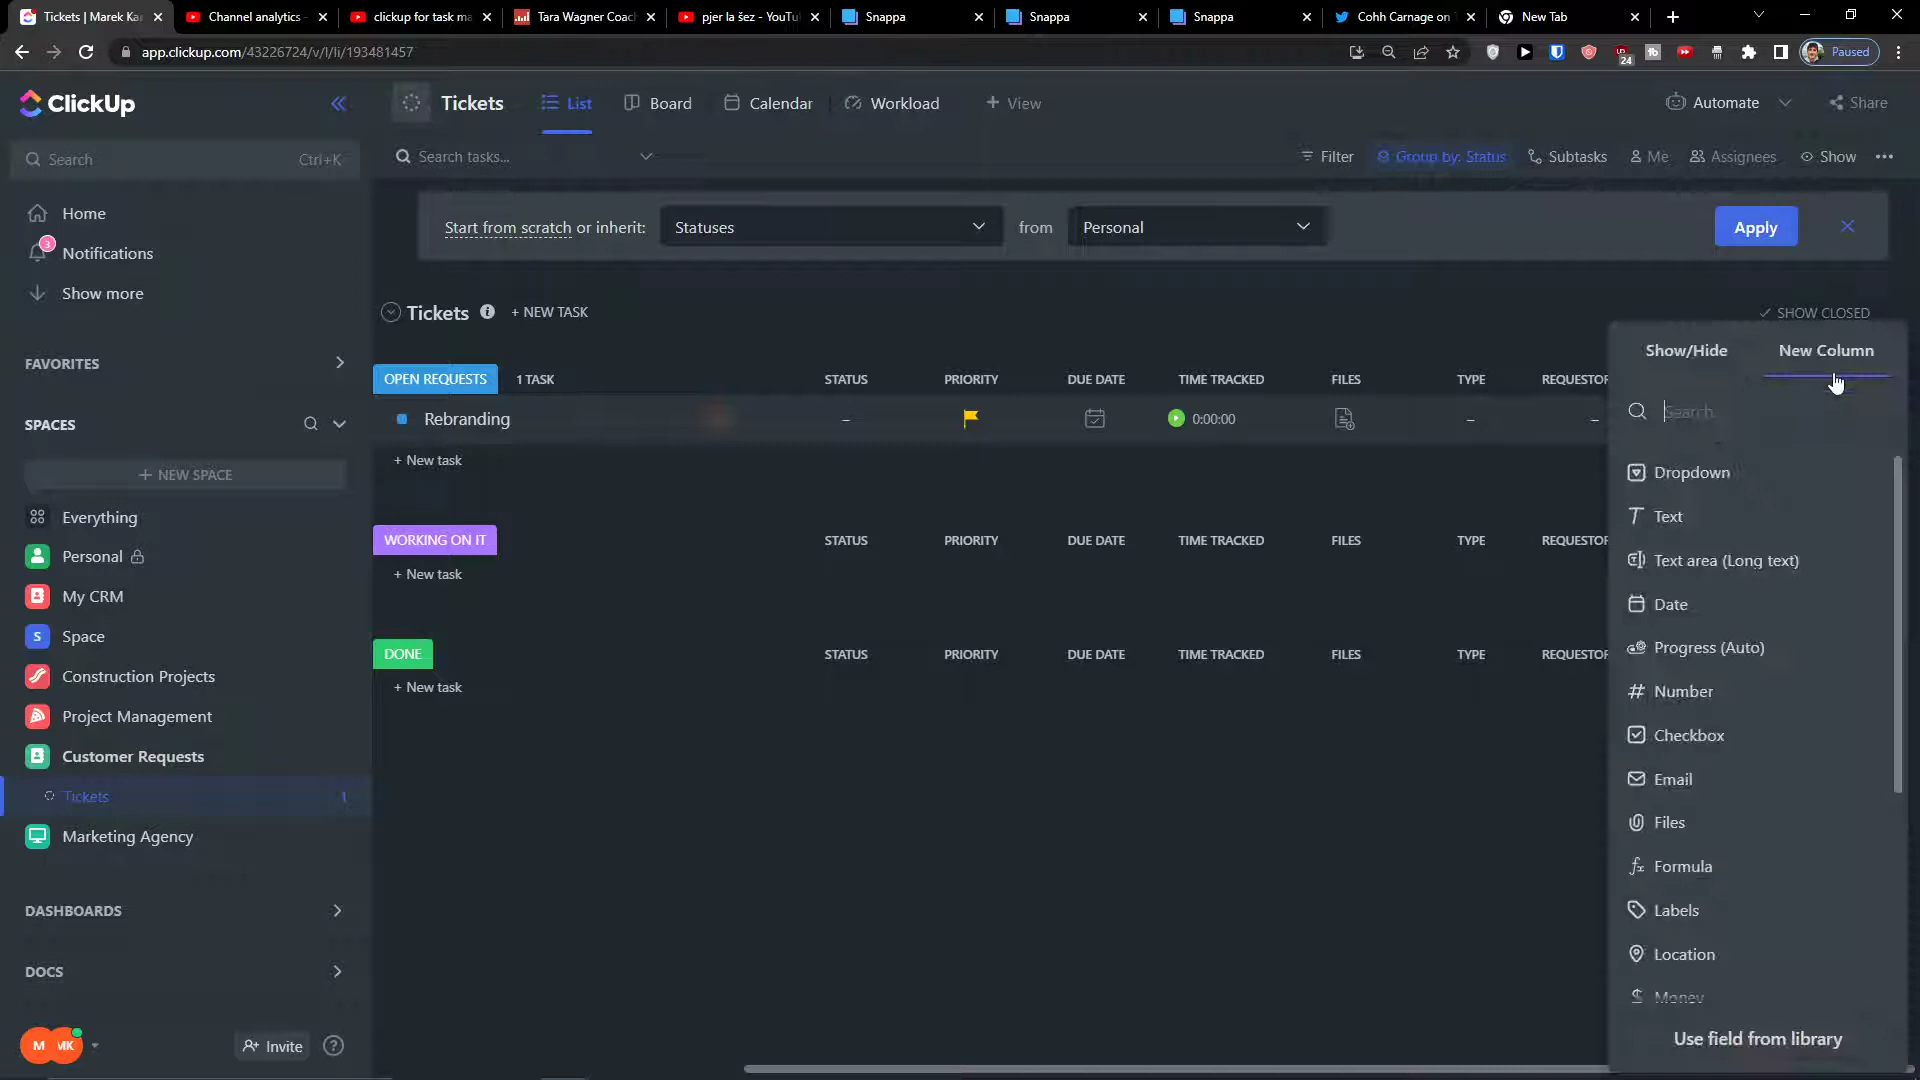 Tickets | Marek Ka
Channel analytics -
clickup for task ma
Tara Wagner Coach
pjer la šez - YouTu
Snappa
Snappa
Snappa
Cohh Carnage on T
New Tab
app.clickup.com/43226724/v/l/li/193481457
24
Paused
ClickUp
Tickets
List
Board
Calendar
Workload
+ View
Automate
Share
Search
Ctrl+K
Search tasks...
Filter
Group by: Status
Subtasks
Me
Assignees
Show
Home
3
Notifications
Show more
Start from scratch or inherit:
Statuses
from
Personal
Apply
Tickets
+ NEW TASK
SHOW CLOSED
FAVORITES
Show/Hide
New Column
OPEN REQUESTS
1 TASK
STATUS
PRIORITY
DUE DATE
TIME TRACKED
FILES
TYPE
REQUESTOR
Search...
Rebranding
–
0:00:00
–
–
+ New task
SPACES
+ NEW SPACE
Everything
Personal
My CRM
S
Space
Construction Projects
Project Management
Customer Requests
Tickets
1
Marketing Agency
WORKING ON IT
STATUS
PRIORITY
DUE DATE
TIME TRACKED
FILES
TYPE
REQUESTOR
+ New task
DONE
STATUS
PRIORITY
DUE DATE
TIME TRACKED
FILES
TYPE
REQUESTOR
+ New task
Dropdown
Text
Text area (Long text)
Date
Progress (Auto)
Number
Checkbox
Email
Files
Formula
Labels
Location
Money
Use field from library
DASHBOARDS
DOCS
M
MK
Invite